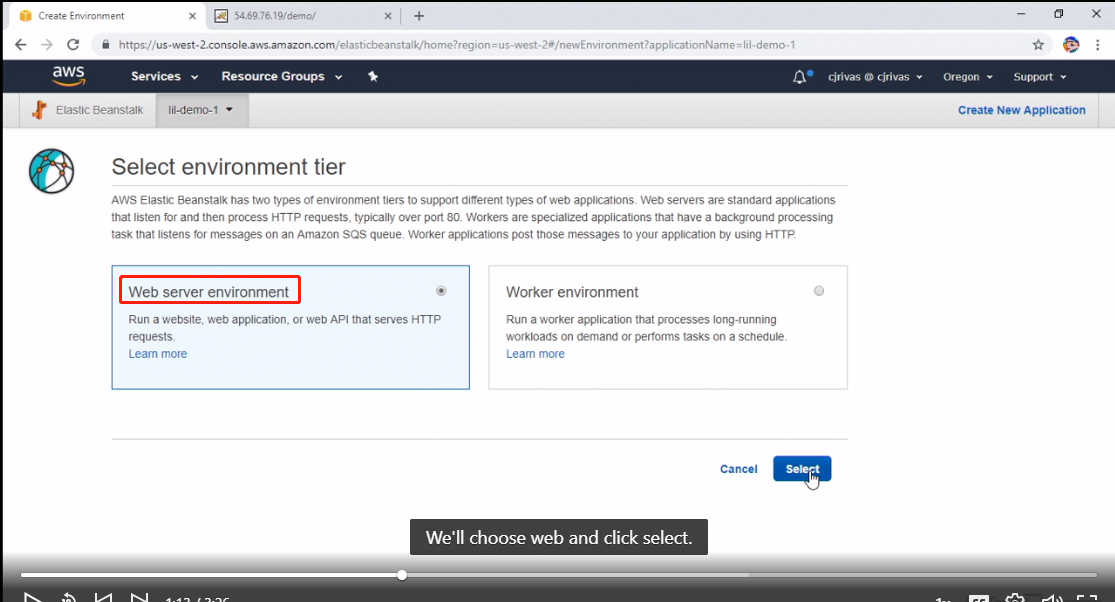 Create Environment
54.69.76.19/demo/
https://us-west-2.console.aws.amazon.com/elasticbeanstalk/home?region=us-west-2#/newEnvironment?applicationName=lil-demo-1
aws Services Resource Groups cjrivas @ cjrivas Oregon Support
Elastic Beanstalk lil-demo-1 Create New Application
Select environment tier
AWS Elastic Beanstalk has two types of environment tiers to support different types of web applications. Web servers are standard applications
that listen for and then process HTTP requests, typically over port 80. Workers are specialized applications that have a background processing
task that listens for messages on an Amazon SQS queue. Worker applications post those messages to your application by using HTTP.
Web server environment
Run a website, web application, or web API that serves HTTP
requests.
Learn more
Worker environment
Run a worker application that processes long-running
workloads on demand or performs tasks on a schedule.
Learn more
Cancel Select
We'll choose web and click select.
1:13 / 3:26 1x CC